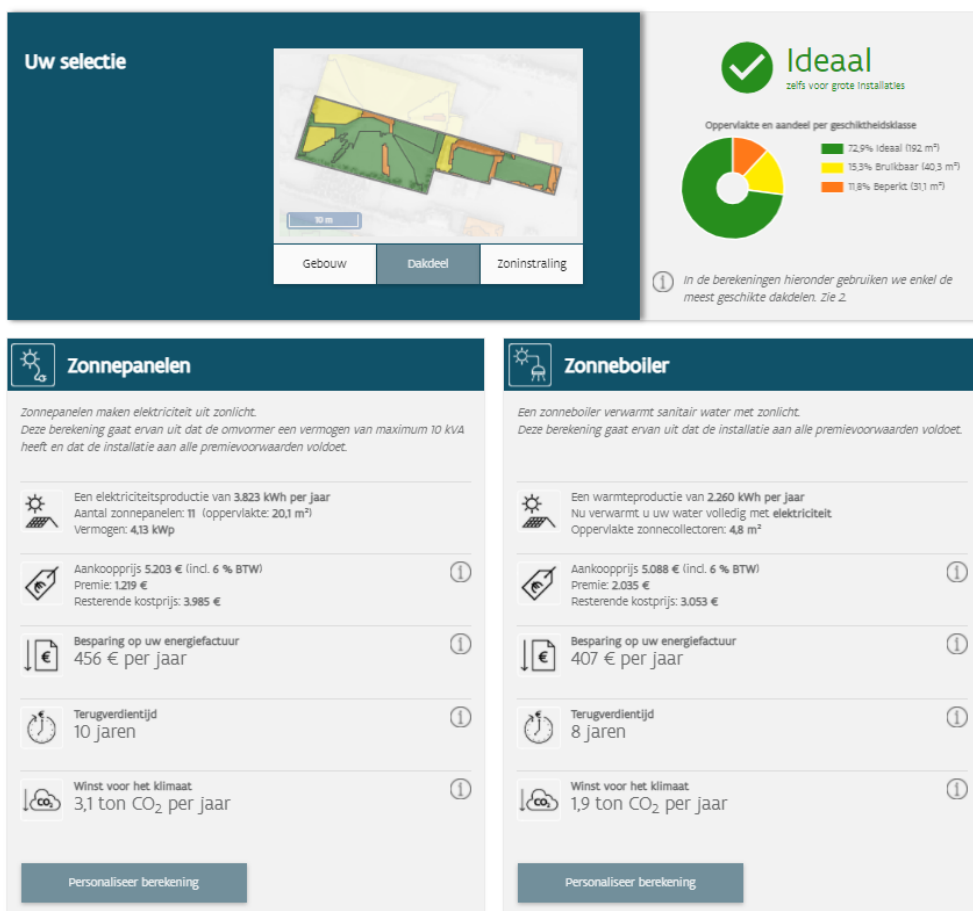 Uw selectie
10 m
Gebouw
Dakdeel
Zoninstraling
Ideaal
zelfs voor grote installaties
Oppervlakte en aandeel per geschiktheidsklasse
72,9% Ideaal (192 m²)
15,3% Bruikbaar (40,3 m²)
11,8% Beperkt (31,1 m²)
In de berekeningen hieronder gebruiken we enkel de
meest geschikte dakdelen. Zie 2.
Zonnepanelen
Zonnepanelen maken elektriciteit uit zonlicht.
Deze berekening gaat ervan uit dat de omvormer een vermogen van maximum 10 kVA
heeft en dat de installatie aan alle premievoorwaarden voldoet.
Een elektriciteitsproductie van 3.823 kWh per jaar
Aantal zonnepanelen: 11 (oppervlakte: 20,1 m²)
Vermogen: 4,13 kWp
Aankoopprijs 5.203 € (incl. 6 % BTW)
Premie: 1.219 €
Resterende kostprijs: 3.985 €
Besparing op uw energiefactuur
456 € per jaar
Terugverdientijd
10 jaren
Winst voor het klimaat
3,1 ton CO₂ per jaar
Personaliseer berekening
Zonneboiler
Een zonneboiler verwarmt sanitair water met zonlicht.
Deze berekening gaat ervan uit dat de installatie aan alle premievoorwaarden voldoet.
Een warmteproductie van 2.260 kWh per jaar
Nu verwarmt u uw water volledig met elektriciteit
Oppervlakte zonnecollectoren: 4,8 m²
Aankoopprijs 5.088 € (incl. 6 % BTW)
Premie: 2.035 €
Resterende kostprijs: 3.053 €
Besparing op uw energiefactuur
407 € per jaar
Terugverdientijd
8 jaren
Winst voor het klimaat
1,9 ton CO₂ per jaar
Personaliseer berekening